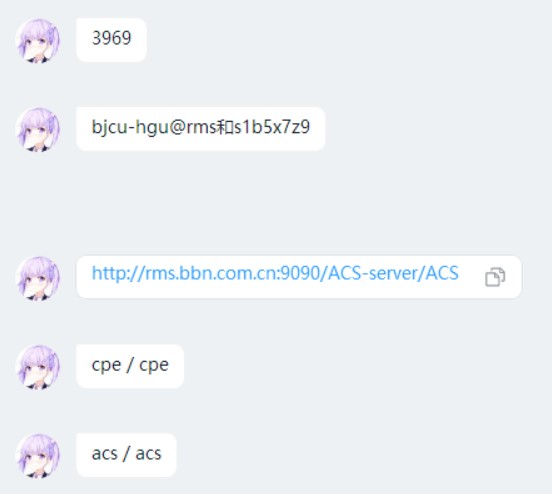 3969
bjcu-hgu@rms和s1b5x7z9
http://rms.bbn.com.cn:9090/ACS-server/ACS
cpe / cpe
acs / acs